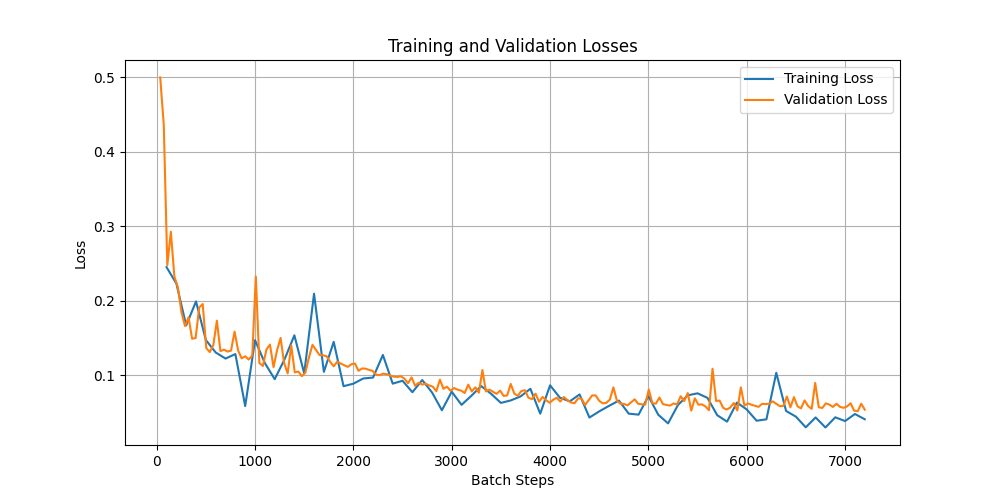 Training and Validation Losses
Training Loss
Validation Loss
0.5
0.4
0.3
0.2
0.1
Loss
0
1000
2000
3000
4000
5000
6000
7000
Batch Steps